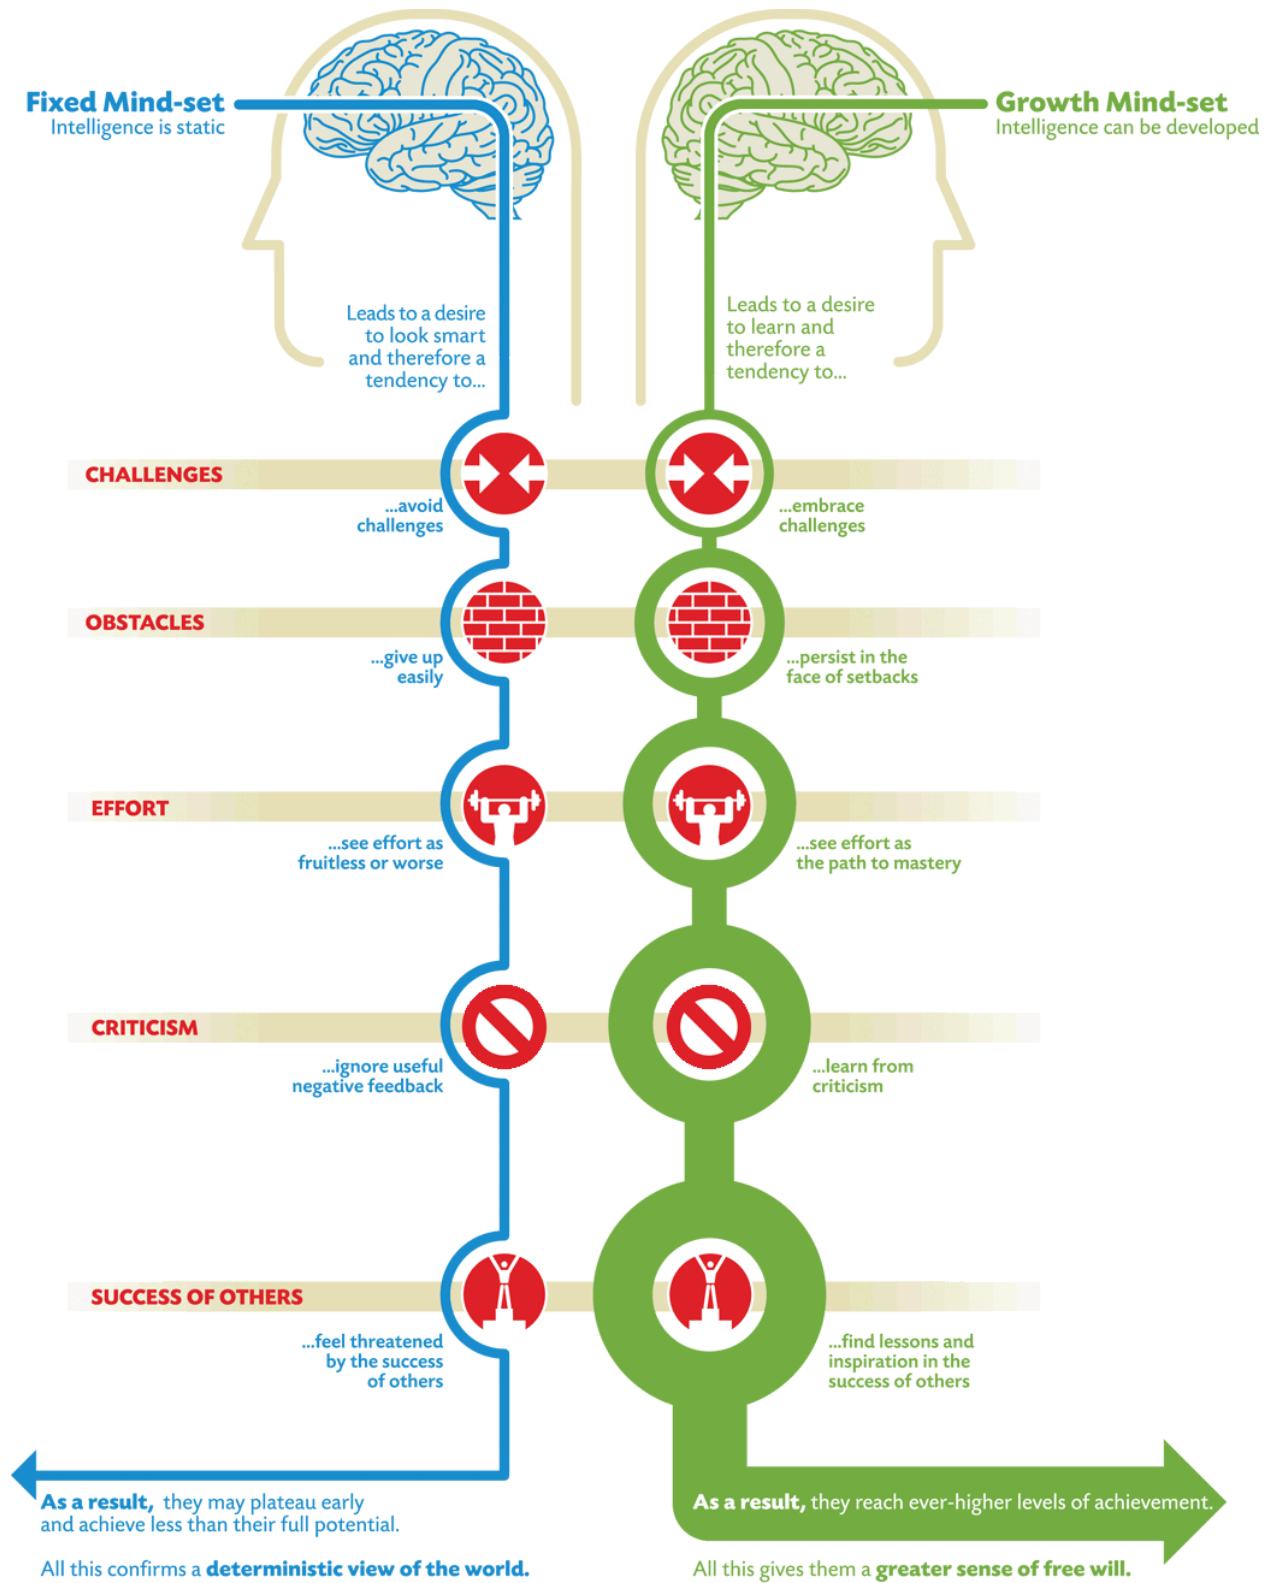 Fixed Mind-set
Intelligence is static
Growth Mind-set
Intelligence can be developed
Leads to a desire
to look smart
and therefore a
tendency to...
Leads to a desire
to learn and
therefore a
tendency to...
CHALLENGES
...avoid
challenges
...embrace
challenges
OBSTACLES
...give up
easily
...persist in the
face of setbacks
EFFORT
...see effort as
fruitless or worse
...see effort as
the path to mastery
CRITICISM
...ignore useful
negative feedback
...learn from
criticism
SUCCESS OF OTHERS
...feel threatened
by the success
of others
...find lessons and
inspiration in the
success of others
As a result, they may plateau early
and achieve less than their full potential.
All this confirms a deterministic view of the world.
As a result, they reach ever-higher levels of achievement.
All this gives them a greater sense of free will.